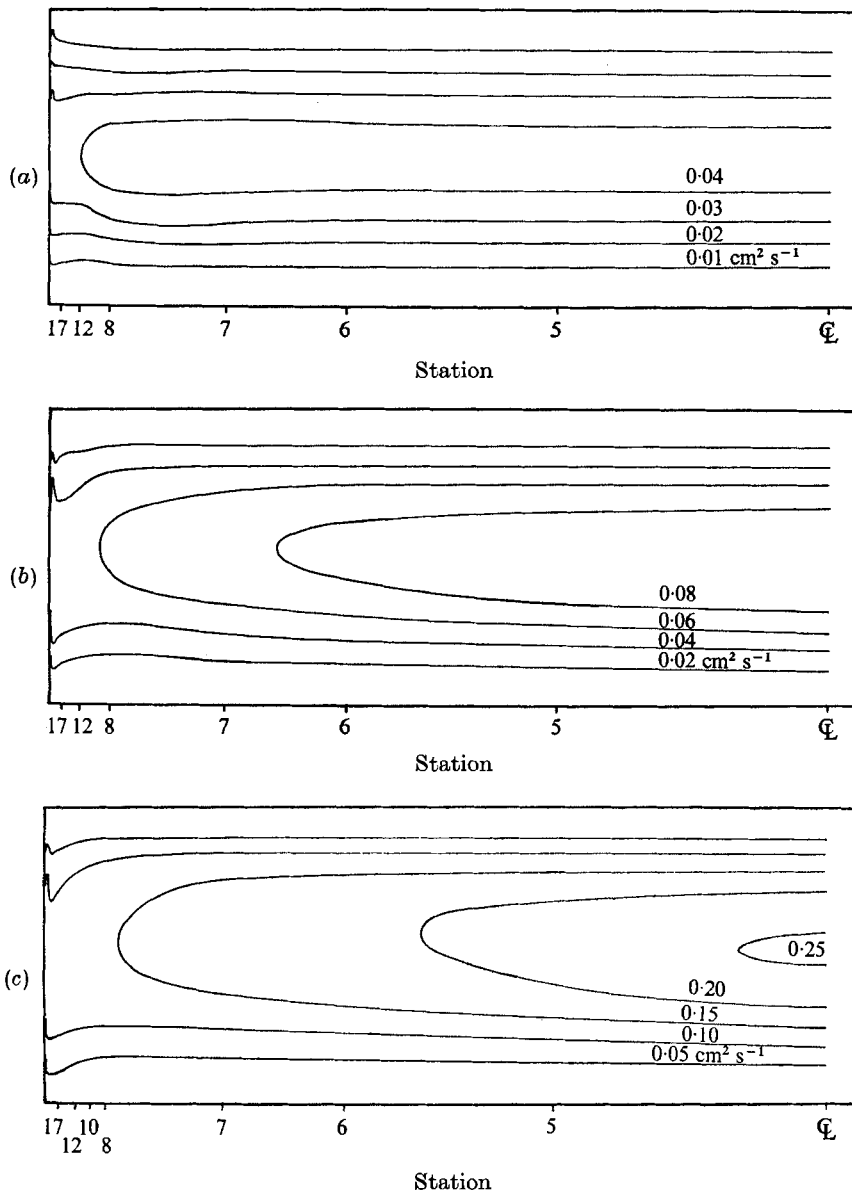 (a)
0·04
0·03
0·02
0·01 cm² s⁻¹
17 12 8 7 6 5 ℄
Station
(b)
0·08
0·06
0·04
0·02 cm² s⁻¹
17 12 8 7 6 5 ℄
Station
(c)
0·25
0·20
0·15
0·10
0·05 cm² s⁻¹
17 10 7 6 5 ℄
12 8
Station